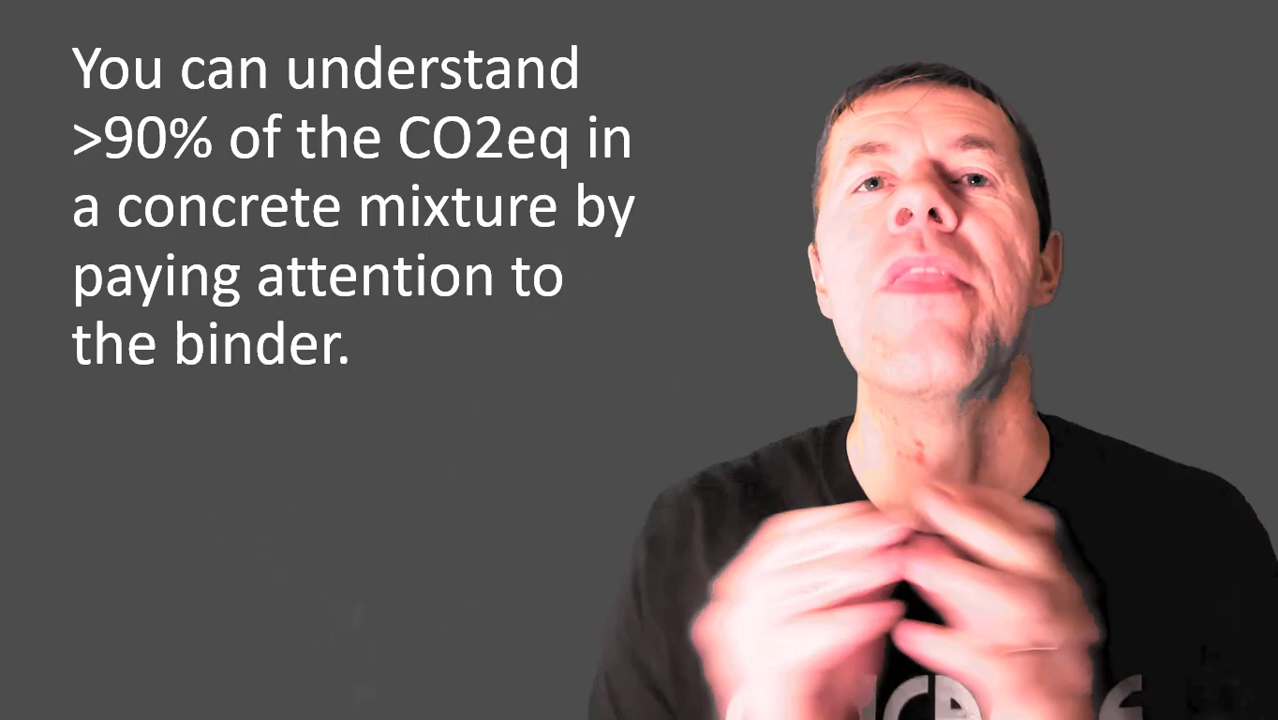 You can understand
>90% of the CO2eq in
a concrete mixture by
paying attention to
the binder.